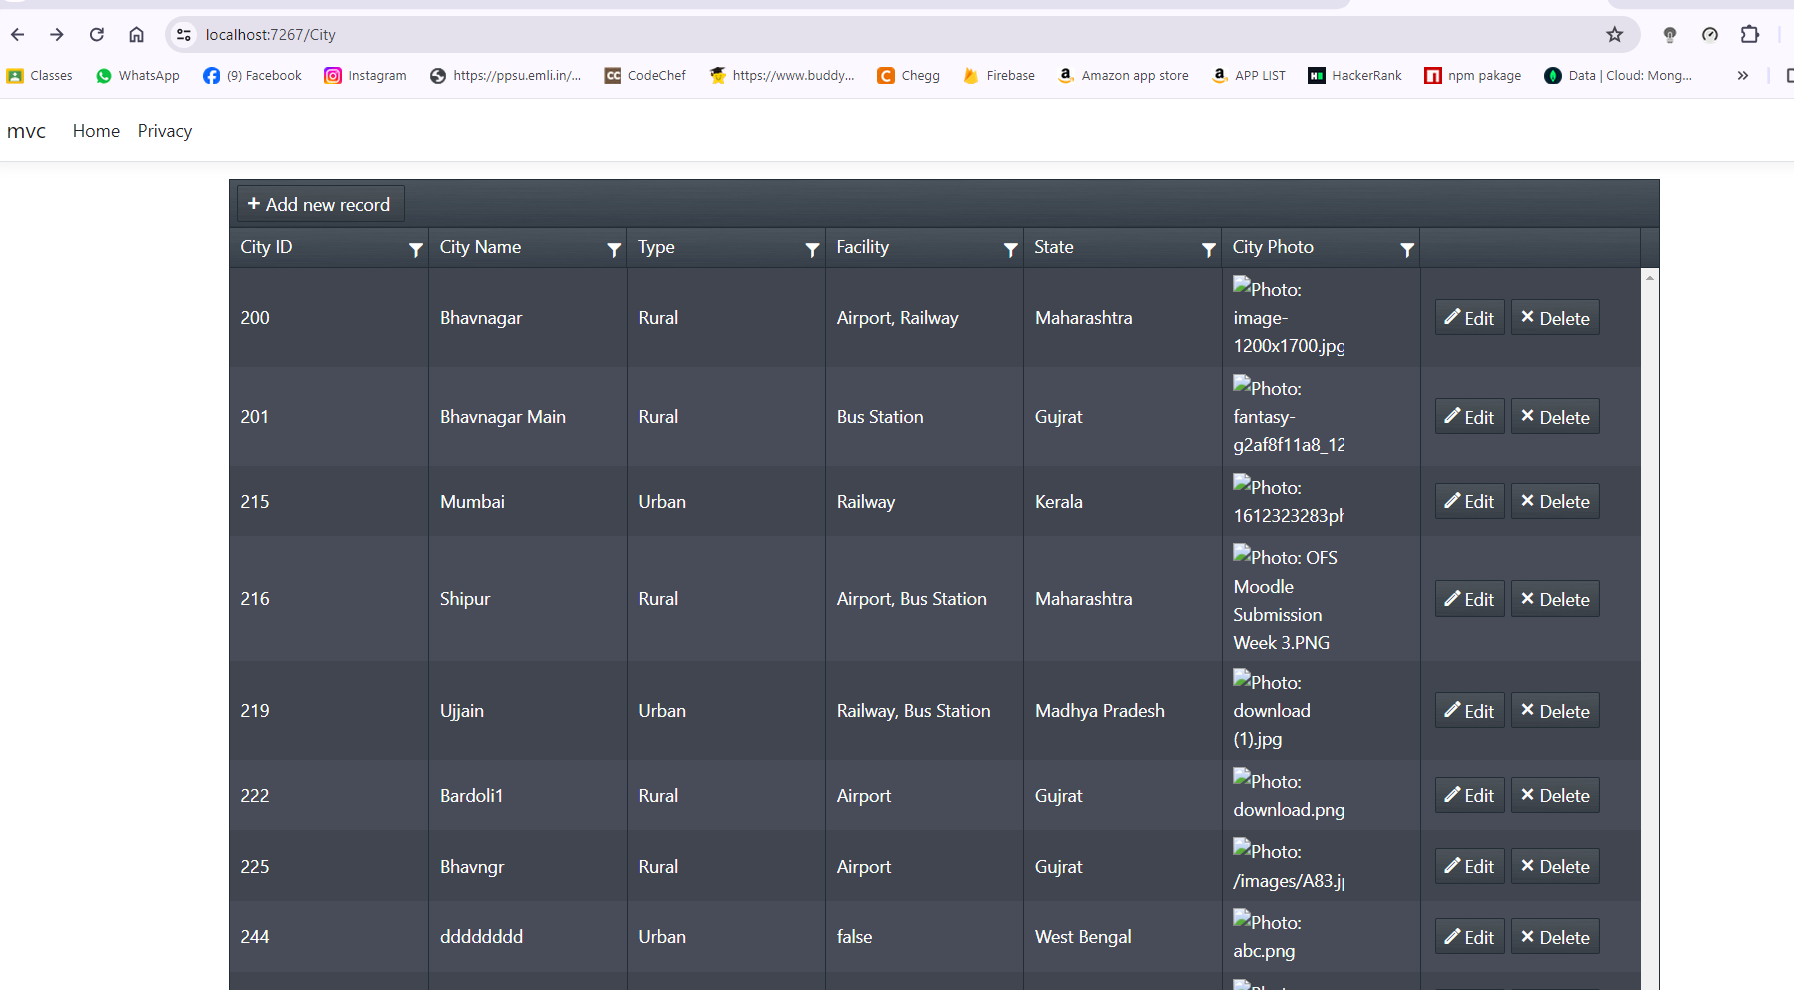 localhost:7267/City
Classes WhatsApp (9) Facebook Instagram https://ppsu.emli.in/... CodeChef https://www.buddy... Chegg Firebase Amazon app store APP LIST HackerRank npm pakage Data | Cloud: Mong... »
mvc Home Privacy
+ Add new record
City ID City Name Type Facility State City Photo
200 Bhavnagar Rural Airport, Railway Maharashtra Photo: image-1200x1700.jpg Edit Delete
201 Bhavnagar Main Rural Bus Station Gujrat Photo: fantasy-g2af8f11a8_12 Edit Delete
215 Mumbai Urban Railway Kerala Photo: 1612323283ph Edit Delete
216 Shipur Rural Airport, Bus Station Maharashtra Photo: OFS Moodle Submission Week 3.PNG Edit Delete
219 Ujjain Urban Railway, Bus Station Madhya Pradesh Photo: download (1).jpg Edit Delete
222 Bardoli1 Rural Airport Gujrat Photo: download.png Edit Delete
225 Bhavngr Rural Airport Gujrat Photo: /images/A83.j Edit Delete
244 dddddddd Urban false West Bengal Photo: abc.png Edit Delete